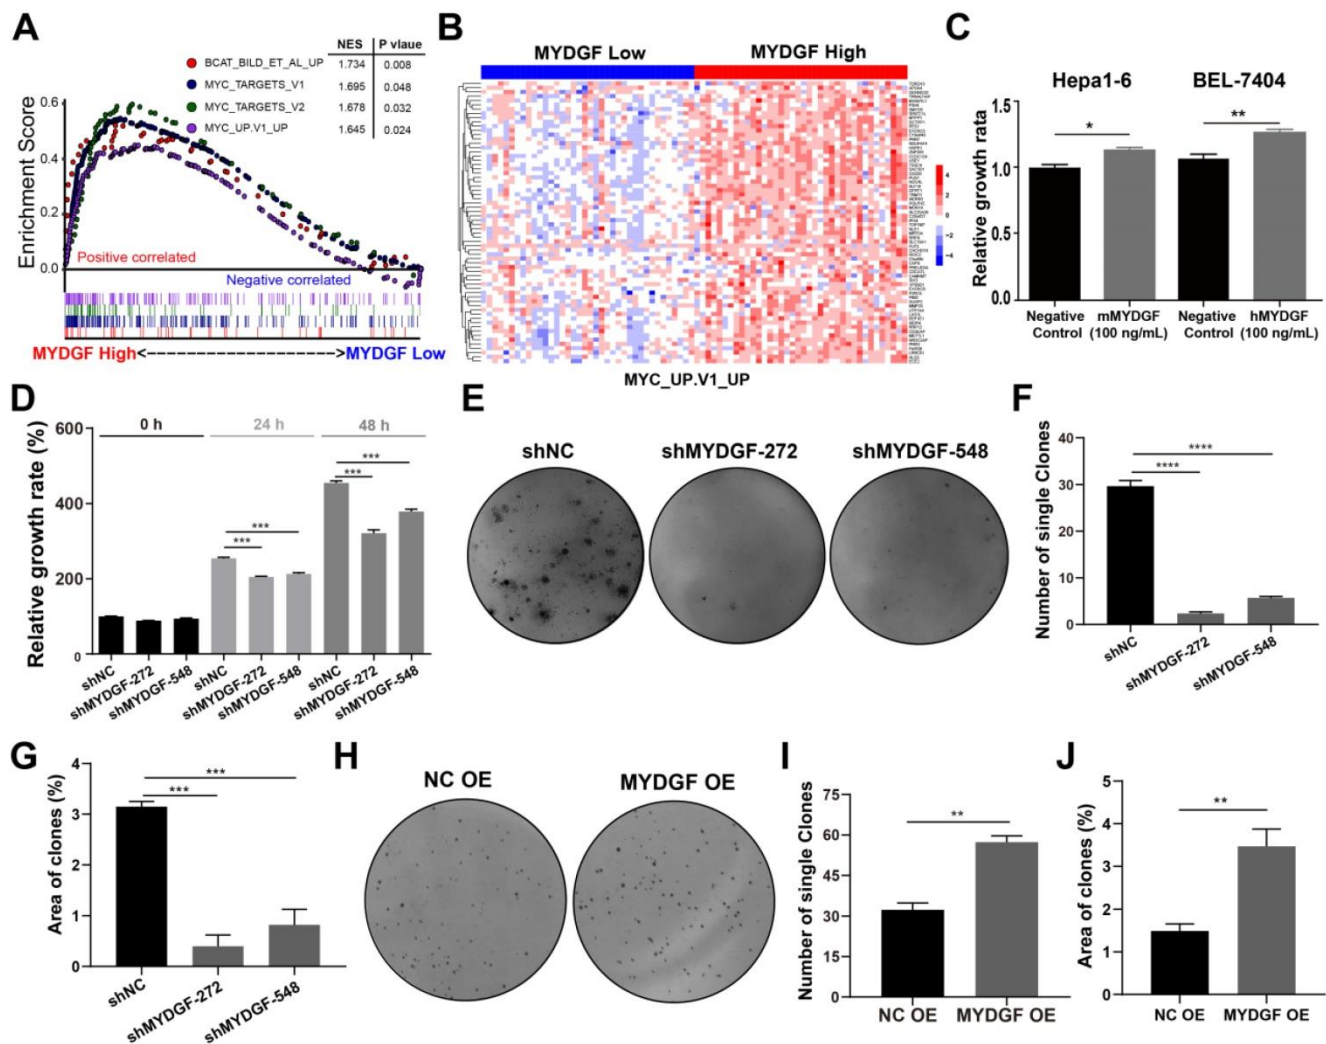 A
NES P vlaue
BCAT_BILD_ET_AL_UP 1.734 0.008
MYC_TARGETS_V1 1.695 0.048
MYC_TARGETS_V2 1.678 0.032
MYC_UP.V1_UP 1.645 0.024
Enrichment Score
0.6
0.4
0.2
0.0
Positive correlated
Negative correlated
MYDGF High<-------------------->MYDGF Low
B
MYDGF Low MYDGF High
4
2
0
−2
−4
MYC_UP.V1_UP
C
Hepa1-6 BEL-7404
Relative growth rata
1.5
1.0
0.5
0.0
* **
Negative mMYDGF Negative hMYDGF
Control (100 ng/mL) Control (100 ng/mL)
D
Relative growth rate (%)
600
400
200
0
0 h 24 h 48 h
*** ***
*** ***
shNC shMYDGF-272 shMYDGF-548 shNC shMYDGF-272 shMYDGF-548 shNC shMYDGF-272 shMYDGF-548
E
shNC shMYDGF-272 shMYDGF-548
F
Number of single Clones
40
30
20
10
0
****
****
shNC shMYDGF-272 shMYDGF-548
G
Area of clones (%)
4
3
2
1
0
***
***
shNC shMYDGF-272 shMYDGF-548
H
NC OE MYDGF OE
I
Number of single Clones
75
60
45
30
15
0
**
NC OE MYDGF OE
J
Area of clones (%)
5
4
3
2
1
0
**
NC OE MYDGF OE